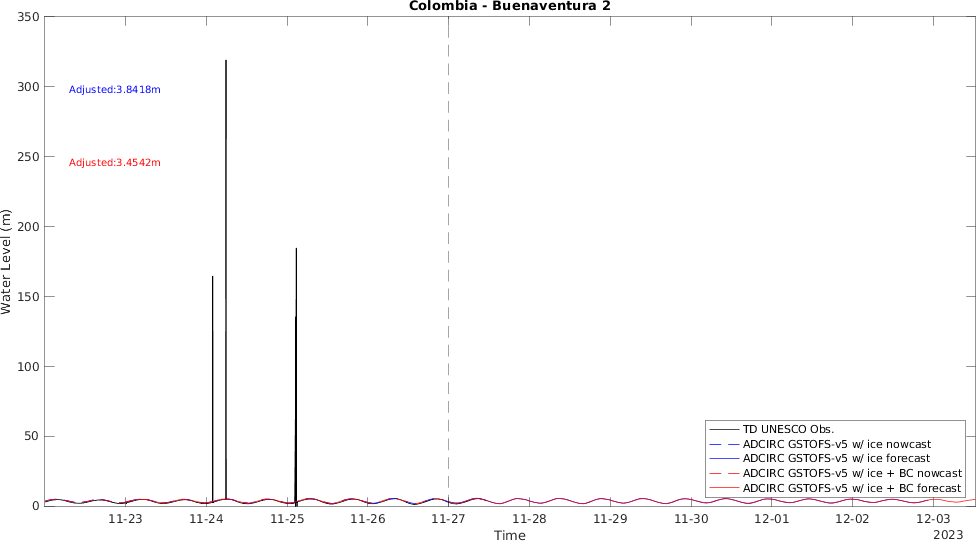 Colombia - Buenaventura 2
350
300
250
200
150
100
50
0
Water Level (m)
Adjusted:3.8418m
Adjusted:3.4542m
TD UNESCO Obs.
ADCIRC GSTOFS-v5 w/ ice nowcast
ADCIRC GSTOFS-v5 w/ ice forecast
ADCIRC GSTOFS-v5 w/ ice + BC nowcast
ADCIRC GSTOFS-v5 w/ ice + BC forecast
11-23 11-24 11-25 11-26 11-27 11-28 11-29 11-30 12-01 12-02 12-03
Time
2023